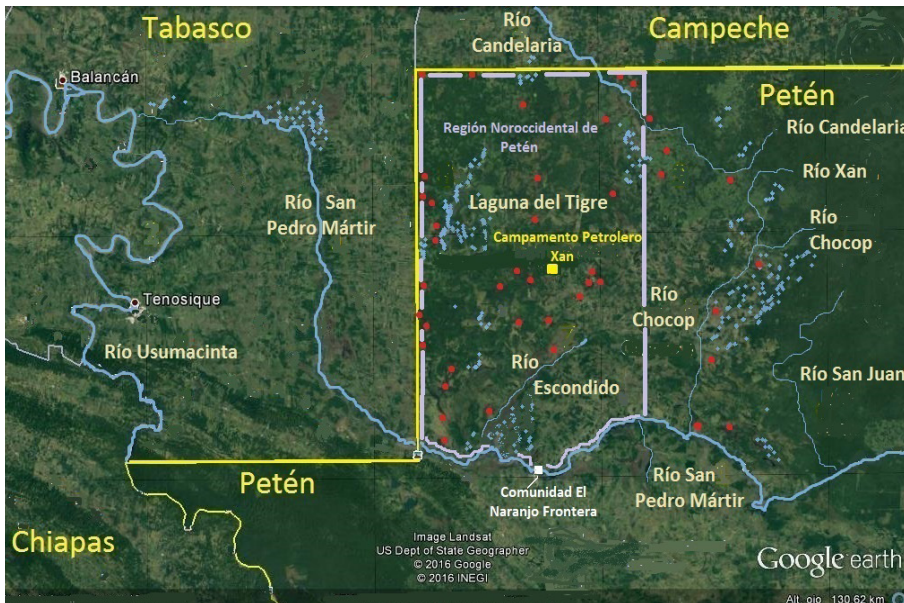 Tabasco
Río
Candelaria
Campeche
Balancán
Petén
Región Noroccidental de
Petén
Río Candelaria
Río Xan
Río San
Pedro Mártir
Laguna del Tigre
Río
Chocop
Campamento Petrolero
Xan
Tenosique
Río
Chocop
Río Usumacinta
Río
Escondido
Río San Juan
Petén
Río San
Pedro Mártir
Comunidad El
Naranjo Frontera
Chiapas
Image Landsat
US Dept of State Geographer
© 2016 Google
© 2016 INEGI
Google earth
Alt. ojo 130.62 km